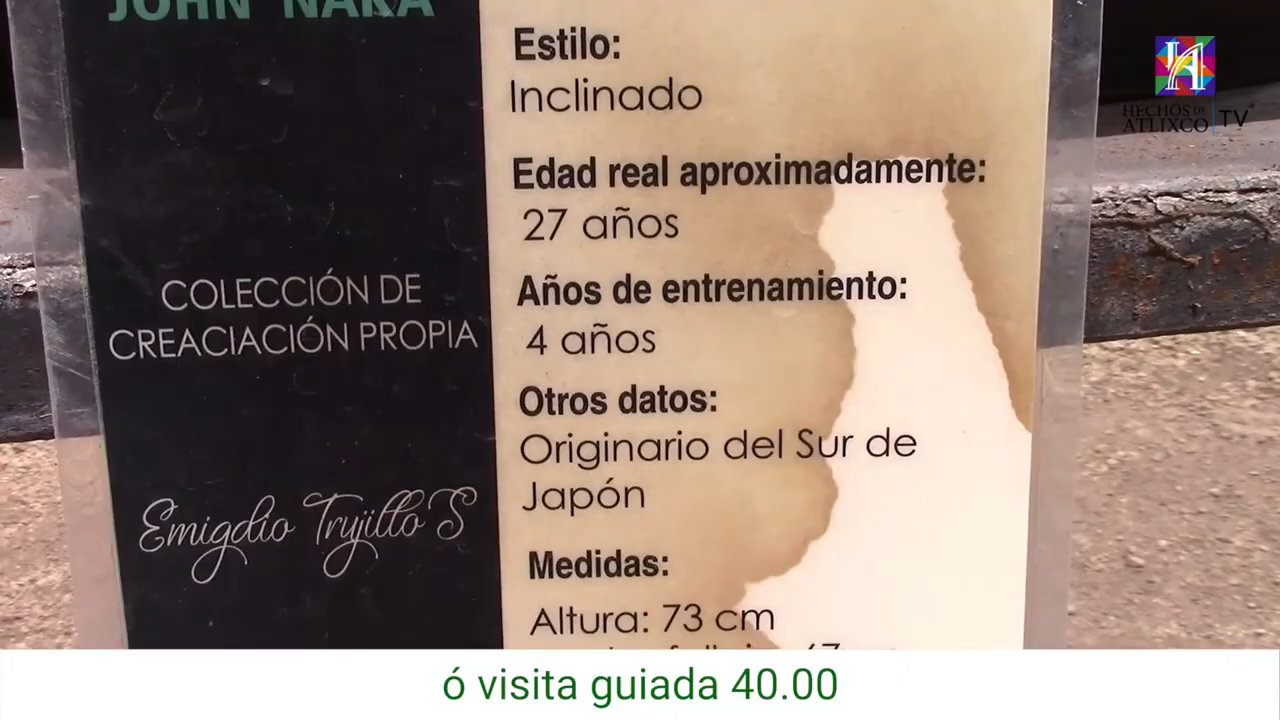 JOHN NAKA
COLECCIÓN DE
CREACIACIÓN PROPIA
Emigdio Trujillo S
Estilo:
Inclinado
Edad real aproximadamente:
27 años
Años de entrenamiento:
4 años
Otros datos:
Originario del Sur de
Japón
Medidas:
Altura: 73 cm
HECHOS DE
ATLIXCO TV
ó visita guiada 40.00